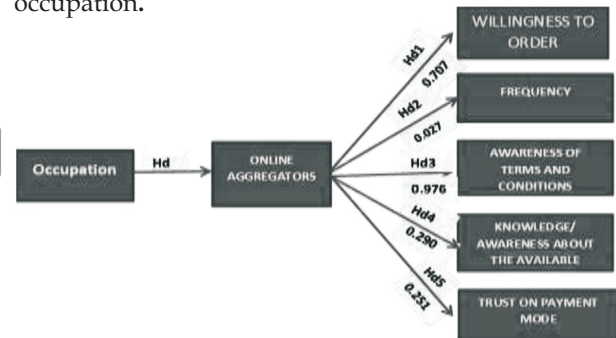 occupation.
Occupation
Hd
ONLINE
AGGREGATORS
Hd1
0.707
Hd2
0.027
Hd3
0.976
Hd4
0.290
Hd5
0.251
WILLINGNESS TO
ORDER
FREQUENCY
AWARENESS OF
TERMS AND
CONDITIONS
KNOWLEDGE/
AWARENESS ABOUT
THE AVAILABLE
TRUST ON PAYMENT
MODE